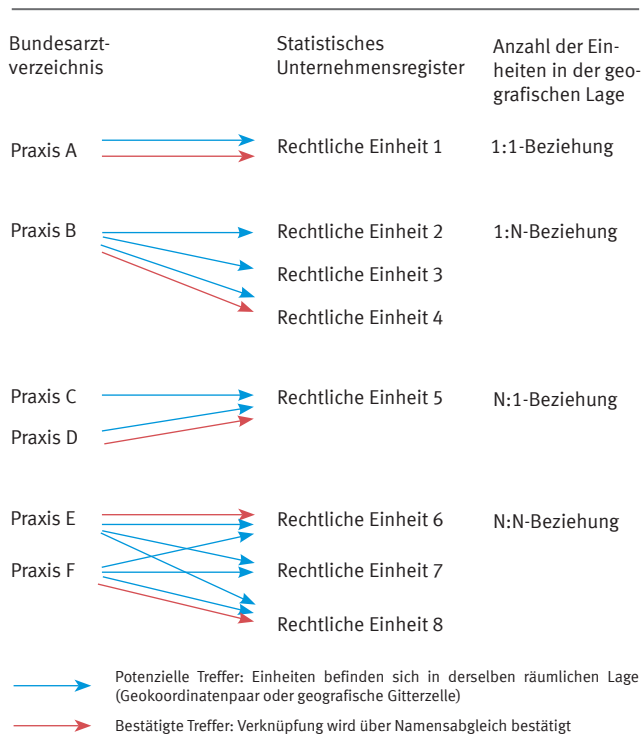 Bundesarzt-
verzeichnis
Statistisches
Unternehmensregister
Anzahl der Ein-
heiten in der geo-
grafischen Lage
Praxis A
Rechtliche Einheit 1
1:1-Beziehung
Praxis B
Rechtliche Einheit 2
1:N-Beziehung
Rechtliche Einheit 3
Rechtliche Einheit 4
Praxis C
Rechtliche Einheit 5
N:1-Beziehung
Praxis D
Praxis E
Rechtliche Einheit 6
N:N-Beziehung
Praxis F
Rechtliche Einheit 7
Rechtliche Einheit 8
Potenzielle Treffer: Einheiten befinden sich in derselben räumlichen Lage
(Geokoordinatenpaar oder geografische Gitterzelle)
Bestätigte Treffer: Verknüpfung wird über Namensabgleich bestätigt